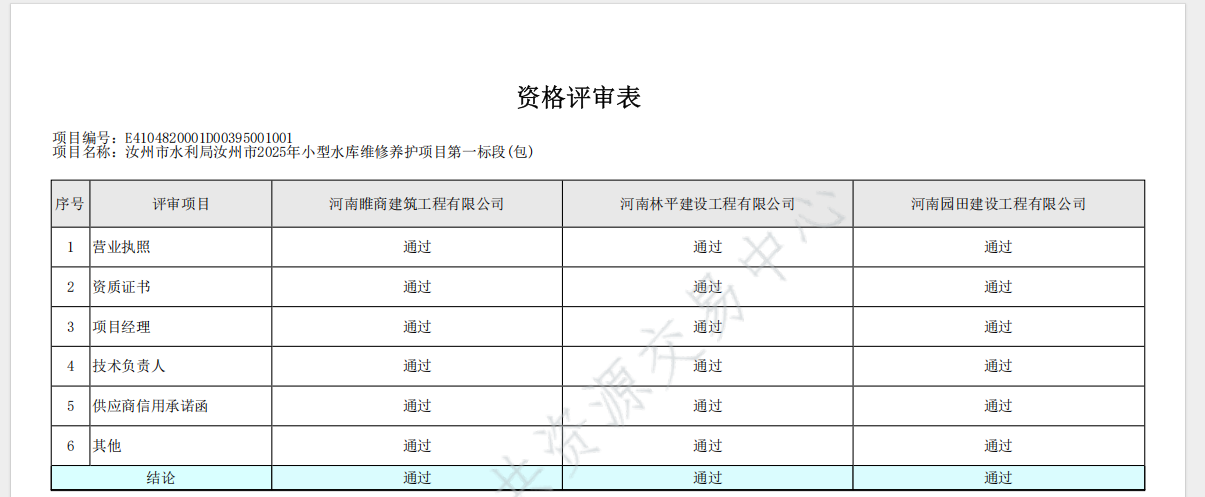 资格评审表
项目编号：E4104820001D00395001001
项目名称：汝州市水利局汝州市2025年小型水库维修养护项目第一标段(包)
序号 评审项目 河南睢商建筑工程有限公司 河南林平建设工程有限公司 河南园田建设工程有限公司
1 营业执照 通过 通过 通过
2 资质证书 通过 通过 通过
3 项目经理 通过 通过 通过
4 技术负责人 通过 通过 通过
5 供应商信用承诺函 通过 通过 通过
6 其他 通过 通过 通过
结论 通过 通过 通过
共资源交易中心